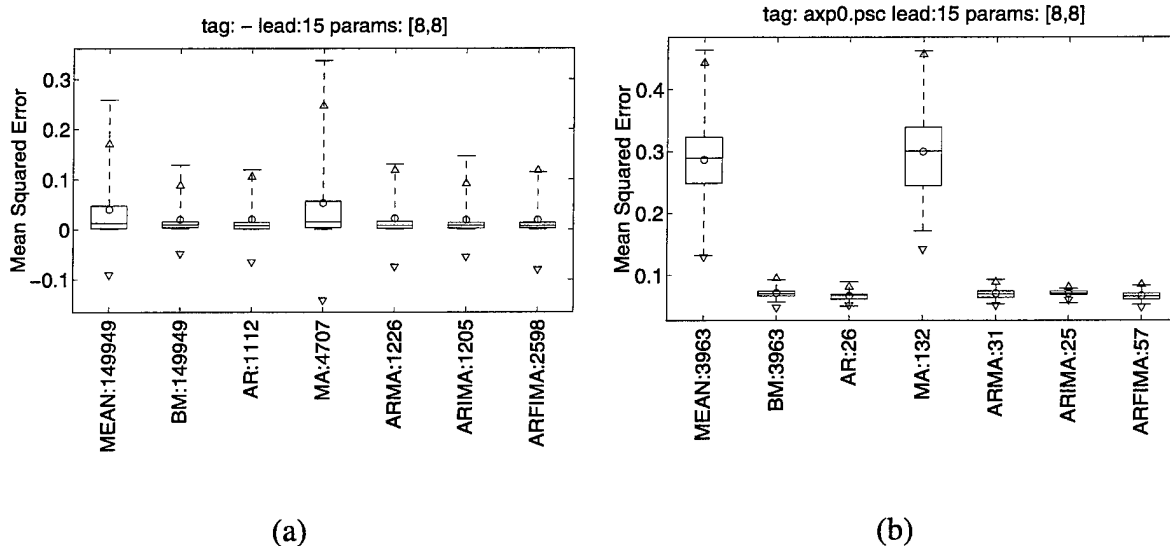 tag: – lead:15 params: [8,8]
Mean Squared Error
0.3
0.2
0.1
0
−0.1
MEAN:149949
BM:149949
AR:1112
MA:4707
ARMA:1226
ARIMA:1205
ARFIMA:2598
(a)
tag: axp0.psc lead:15 params: [8,8]
Mean Squared Error
0.4
0.3
0.2
0.1
MEAN:3963
BM:3963
AR:26
MA:132
ARMA:31
ARIMA:25
ARFIMA:57
(b)